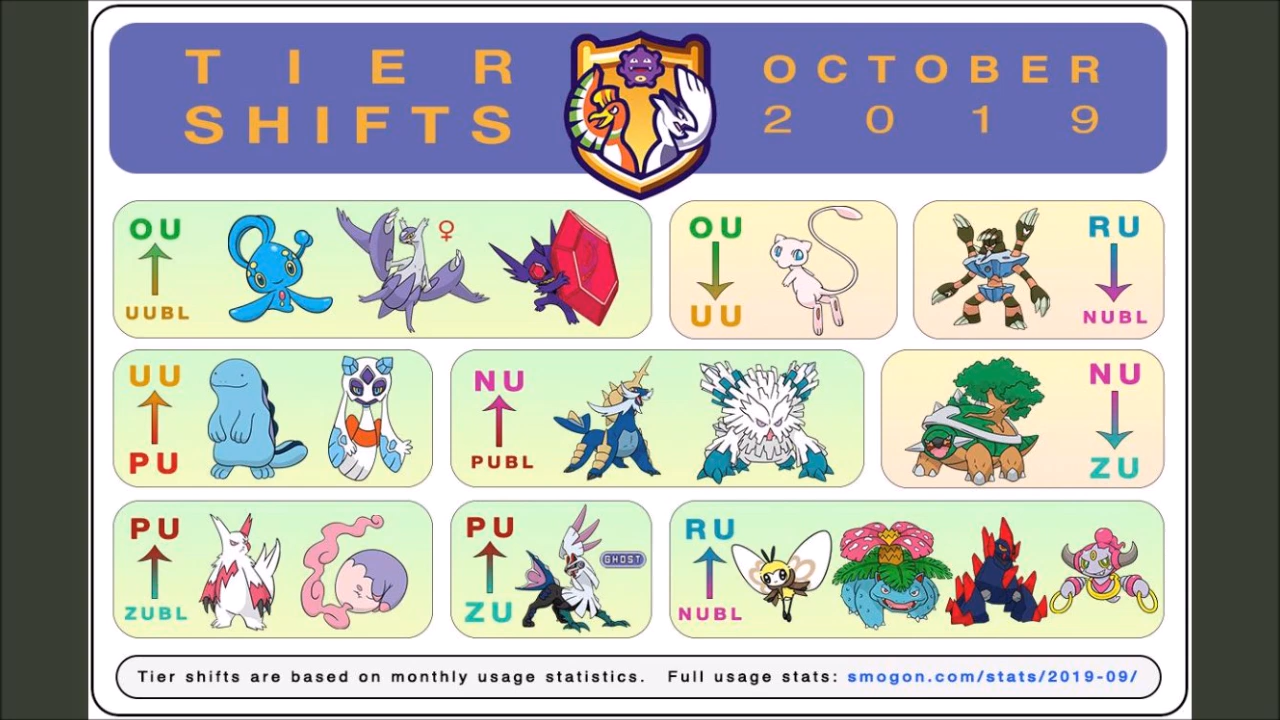 TIER
SHIFTS
OCTOBER
2019
OU
UUBL
♀
OU
UU
RU
NUBL
UU
PU
NU
PUBL
NU
ZU
PU
ZUBL
PU
ZU
GHOST
RU
NUBL
Tier shifts are based on monthly usage statistics. Full usage stats: smogon.com/stats/2019-09/